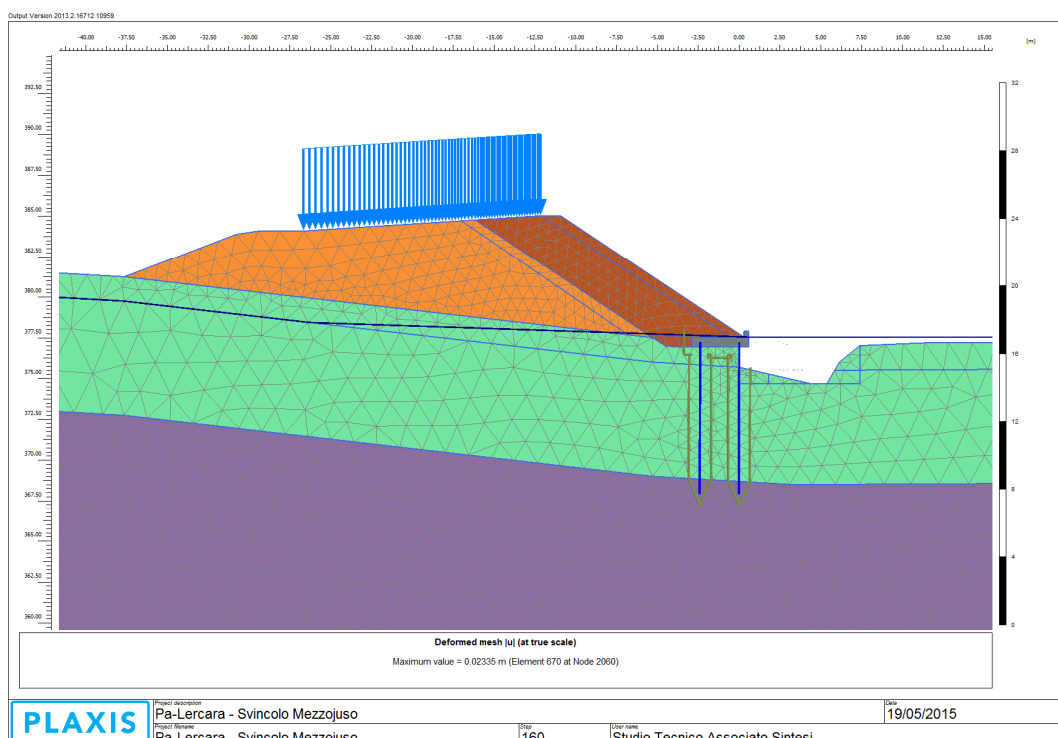 Output Version 2013.2.16712.10959
-40.00 -37.50 -35.00 -32.50 -30.00 -27.50 -25.00 -22.50 -20.00 -17.50 -15.00 -12.50 -10.00 -7.50 -5.00 -2.50 0.00 2.50 5.00 7.50 10.00 12.50 15.00
[m]
392.50
390.00
387.50
385.00
382.50
380.00
377.50
375.00
372.50
370.00
367.50
365.00
362.50
360.00
32
28
24
20
16
12
8
4
0
Deformed mesh |u| (at true scale)
Maximum value = 0.02335 m (Element 670 at Node 2060)
PLAXIS
Project description
Pa-Lercara - Svincolo Mezzojuso
Date
19/05/2015
Project filename
Pa-Lercara - Svincolo Mezzojuso
Step
160
User name
Studio Tecnico Associato Sintesi